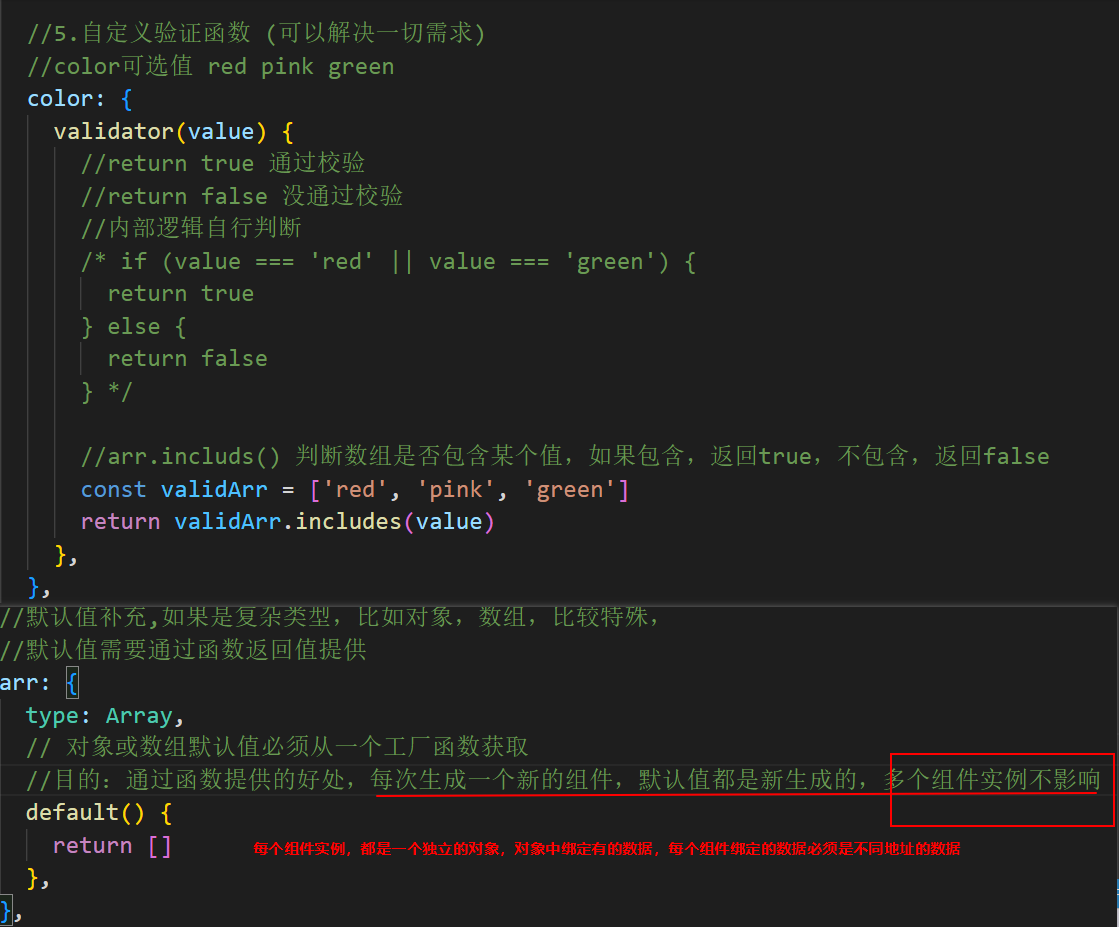 //5.自定义验证函数 (可以解决一切需求)
//color可选值 red pink green
color: {
validator(value) {
//return true 通过校验
//return false 没通过校验
//内部逻辑自行判断
/* if (value === 'red' || value === 'green') {
return true
} else {
return false
} */
//arr.includs() 判断数组是否包含某个值，如果包含，返回true，不包含，返回false
const validArr = ['red', 'pink', 'green']
return validArr.includes(value)
},
},
//默认值补充,如果是复杂类型，比如对象，数组，比较特殊，
//默认值需要通过函数返回值提供
arr: {
type: Array,
// 对象或数组默认值必须从一个工厂函数获取
//目的：通过函数提供的好处，每次生成一个新的组件，默认值都是新生成的，多个组件实例不影响
default() {
return []
每个组件实例，都是一个独立的对象，对象中绑定有的数据，每个组件绑定的数据必须是不同地址的数据
},
},